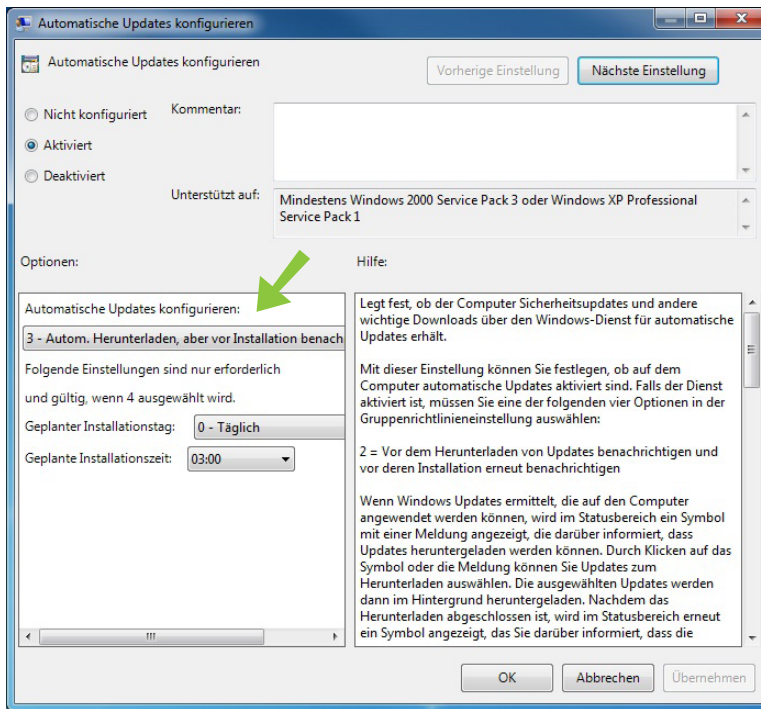 Automatische Updates konfigurieren
Automatische Updates konfigurieren
Vorherige Einstellung
Nächste Einstellung
Nicht konfiguriert
Kommentar:
Aktiviert
Deaktiviert
Unterstützt auf:
Mindestens Windows 2000 Service Pack 3 oder Windows XP Professional
Service Pack 1
Optionen:
Hilfe:
Automatische Updates konfigurieren:
3 - Autom. Herunterladen, aber vor Installation benach
Folgende Einstellungen sind nur erforderlich
und gültig, wenn 4 ausgewählt wird.
Geplanter Installationstag:
0 - Täglich
Geplante Installationszeit:
03:00
Legt fest, ob der Computer Sicherheitsupdates und andere
wichtige Downloads über den Windows-Dienst für automatische
Updates erhält.
Mit dieser Einstellung können Sie festlegen, ob auf dem
Computer automatische Updates aktiviert sind. Falls der Dienst
aktiviert ist, müssen Sie eine der folgenden vier Optionen in der
Gruppenrichtlinieneinstellung auswählen:
2 = Vor dem Herunterladen von Updates benachrichtigen und
vor deren Installation erneut benachrichtigen
Wenn Windows Updates ermittelt, die auf den Computer
angewendet werden können, wird im Statusbereich ein Symbol
mit einer Meldung angezeigt, die darüber informiert, dass
Updates heruntergeladen werden können. Durch Klicken auf das
Symbol oder die Meldung können Sie Updates zum
Herunterladen auswählen. Die ausgewählten Updates werden
dann im Hintergrund heruntergeladen. Nachdem das
Herunterladen abgeschlossen ist, wird im Statusbereich erneut
ein Symbol angezeigt, das Sie darüber informiert, dass die
OK
Abbrechen
Übernehmen